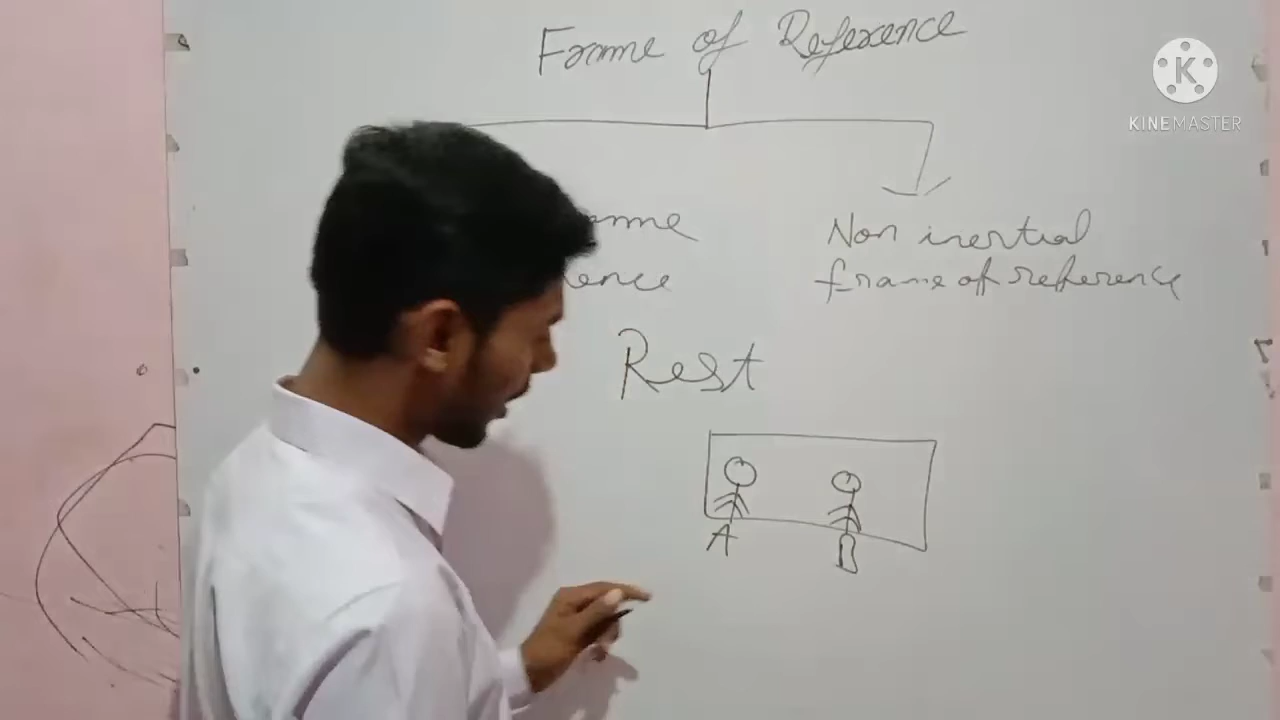 Frame of Reference
KINEMASTER
Non inertial
frame of reference
Rest
A
B